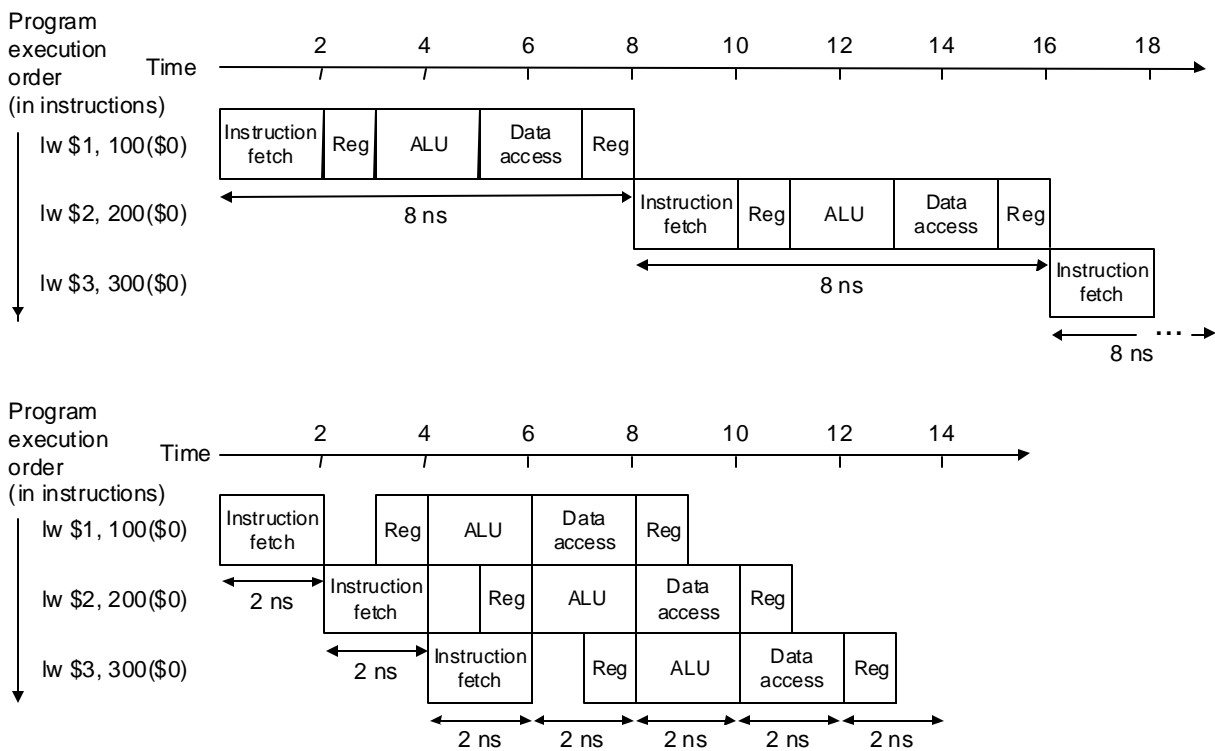 Program
execution
order
(in instructions)
Time
2 4 6 8 10 12 14 16 18
lw $1, 100($0)
Instruction
fetch
Reg
ALU
Data
access
Reg
8 ns
lw $2, 200($0)
Instruction
fetch
Reg
ALU
Data
access
Reg
8 ns
lw $3, 300($0)
Instruction
fetch
...
8 ns
Program
execution
order
(in instructions)
Time
2 4 6 8 10 12 14
lw $1, 100($0)
Instruction
fetch
Reg
ALU
Data
access
Reg
2 ns
lw $2, 200($0)
Instruction
fetch
Reg
ALU
Data
access
Reg
2 ns
lw $3, 300($0)
Instruction
fetch
Reg
ALU
Data
access
Reg
2 ns 2 ns 2 ns 2 ns 2 ns